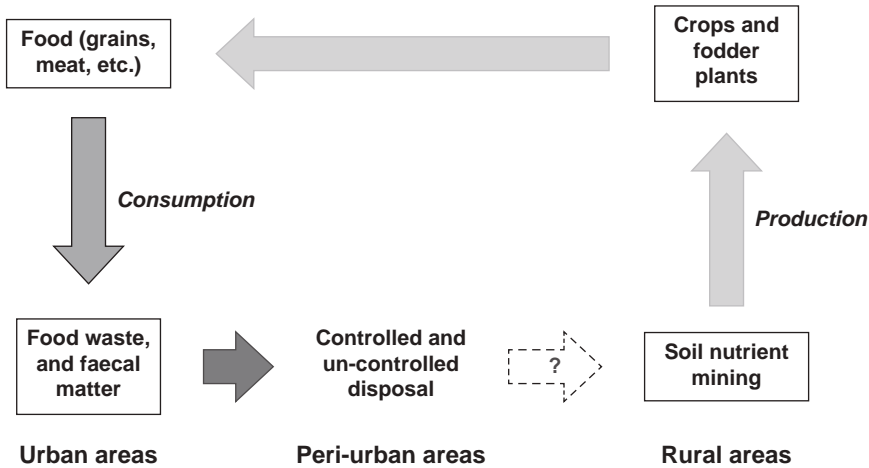 Food (grains,
meat, etc.)
Crops and
fodder
plants
Consumption
Production
Food waste,
and faecal
matter
Controlled and
un-controlled
disposal
?
Soil nutrient
mining
Urban areas
Peri-urban areas
Rural areas